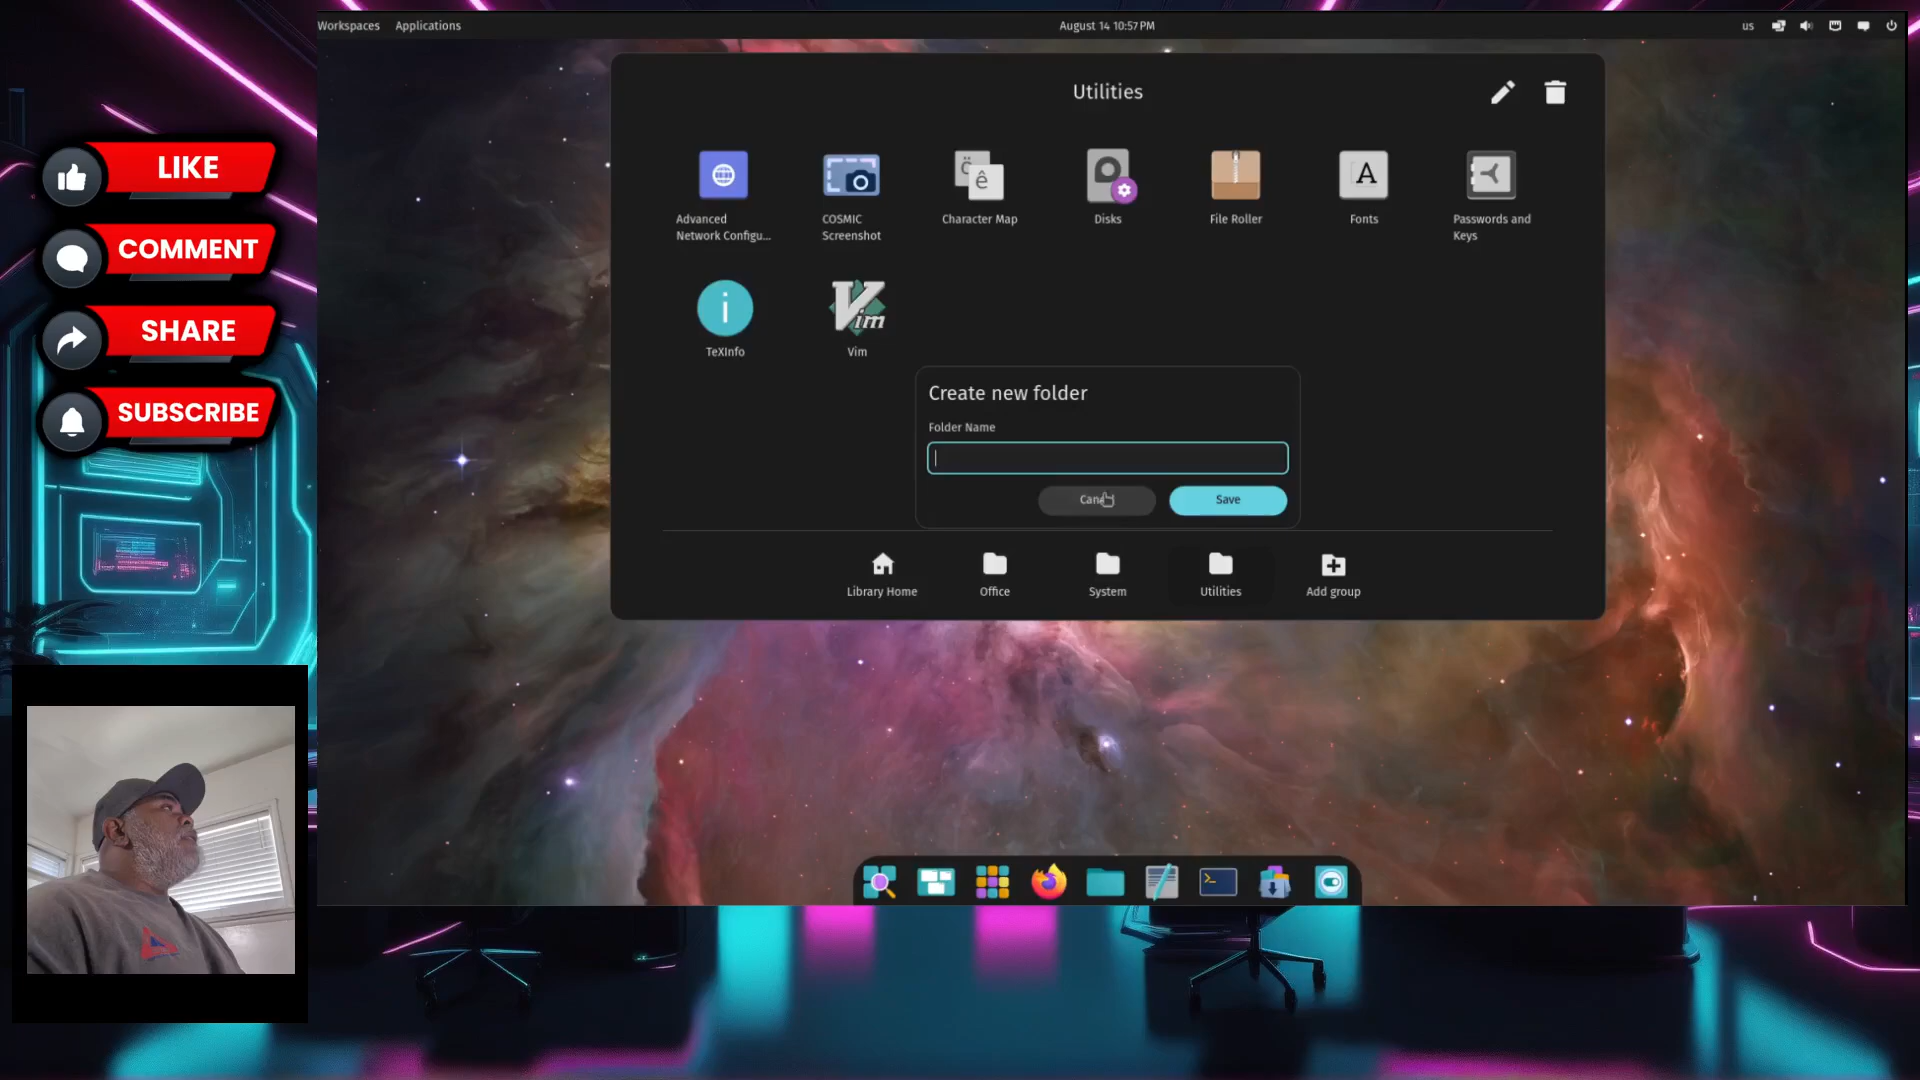 Workspaces Applications August 14 10:57 PM us
LIKE
COMMENT
SHARE
SUBSCRIBE
Utilities
Advanced
Network Configu...
COSMIC
Screenshot
Character Map
Disks
File Roller
A
Fonts
Passwords and
Keys
i
TeXInfo
Vim
Vim
Create new folder
Folder Name
Save
Library Home
Office
System
Utilities
Add group